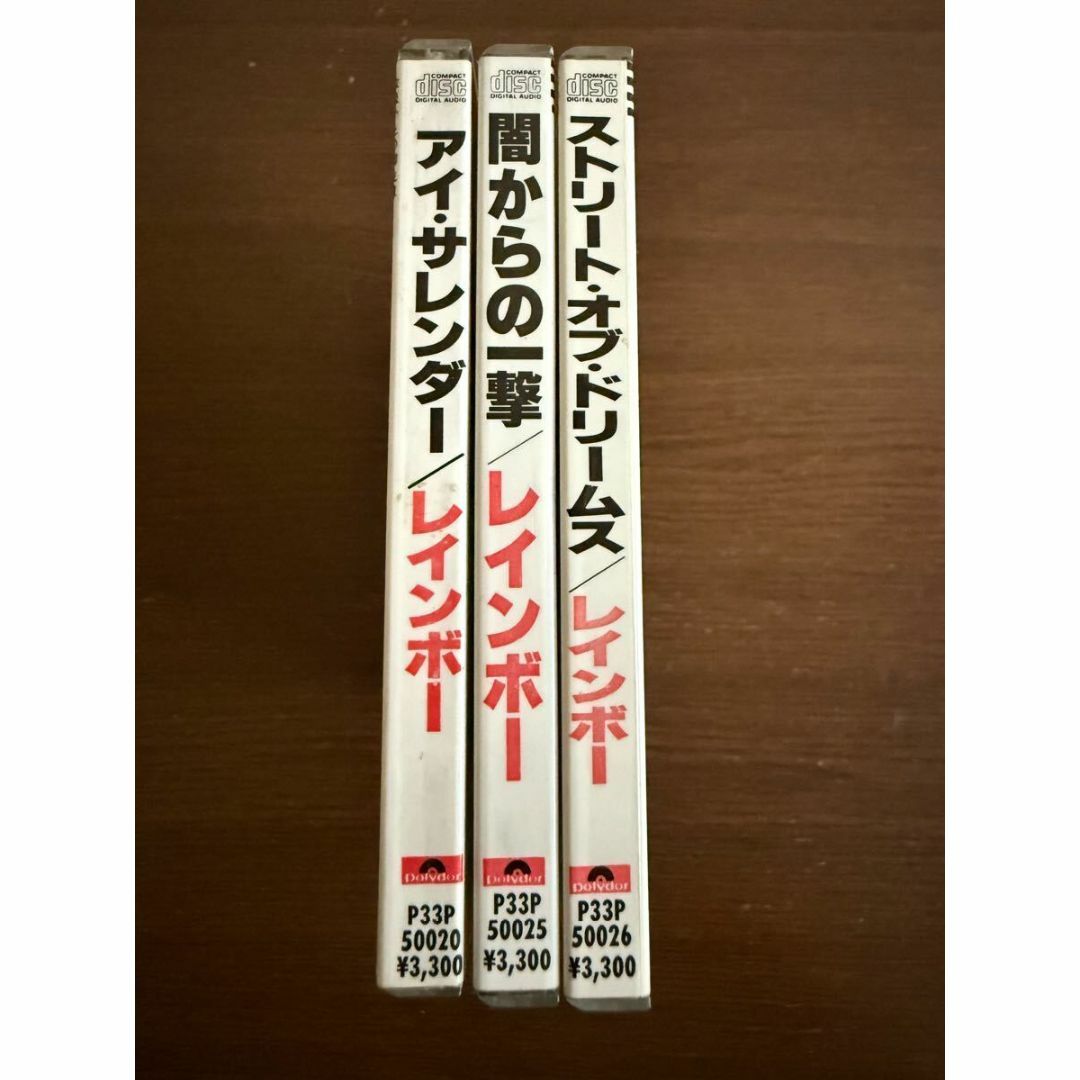 COMPACT
disc
DIGITAL AUDIO
アイ・サレンダー/レインボー
polydor
P33P
50020
¥3,300
COMPACT
disc
DIGITAL AUDIO
闇からの一撃/レインボー
polydor
P33P
50025
¥3,300
COMPACT
disc
DIGITAL AUDIO
ストリート・オブ・ドリームス/レインボー
polydor
P33P
50026
¥3,300